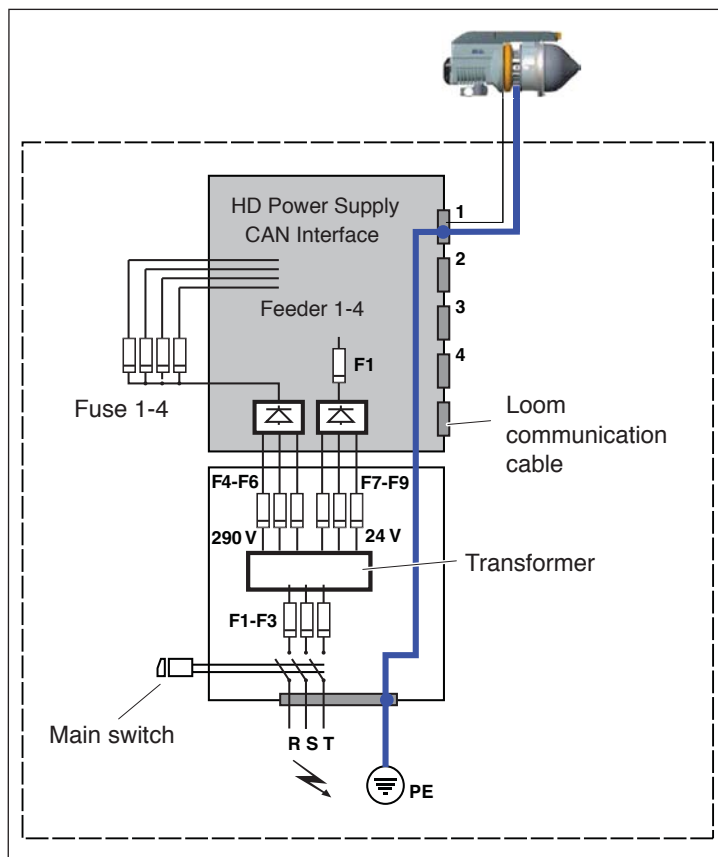 HD Power Supply
CAN Interface
1
2
3
4
Feeder 1-4
F1
Fuse 1-4
Loom
communication
cable
F4-F6
F7-F9
290 V
24 V
Transformer
F1-F3
Main switch
R S T
PE